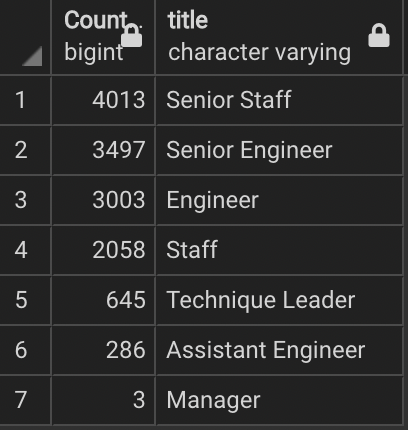 Count.. title
bigint character varying
1 4013 Senior Staff
2 3497 Senior Engineer
3 3003 Engineer
4 2058 Staff
5 645 Technique Leader
6 286 Assistant Engineer
7 3 Manager